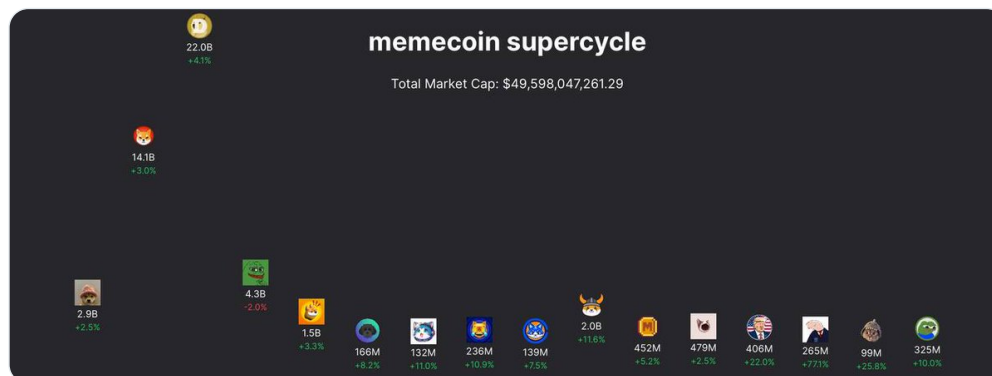 22.0B
+4.1%
memecoin supercycle
Total Market Cap: $49,598,047,261.29
14.1B
+3.0%
2.9B
+2.5%
4.3B
-2.0%
1.5B
+3.3%
166M
+8.2%
132M
+11.0%
236M
+10.9%
139M
+7.5%
2.0B
+11.6%
M
452M
+5.2%
479M
+2.5%
406M
+22.0%
265M
+77.1%
99M
+25.8%
325M
+10.0%